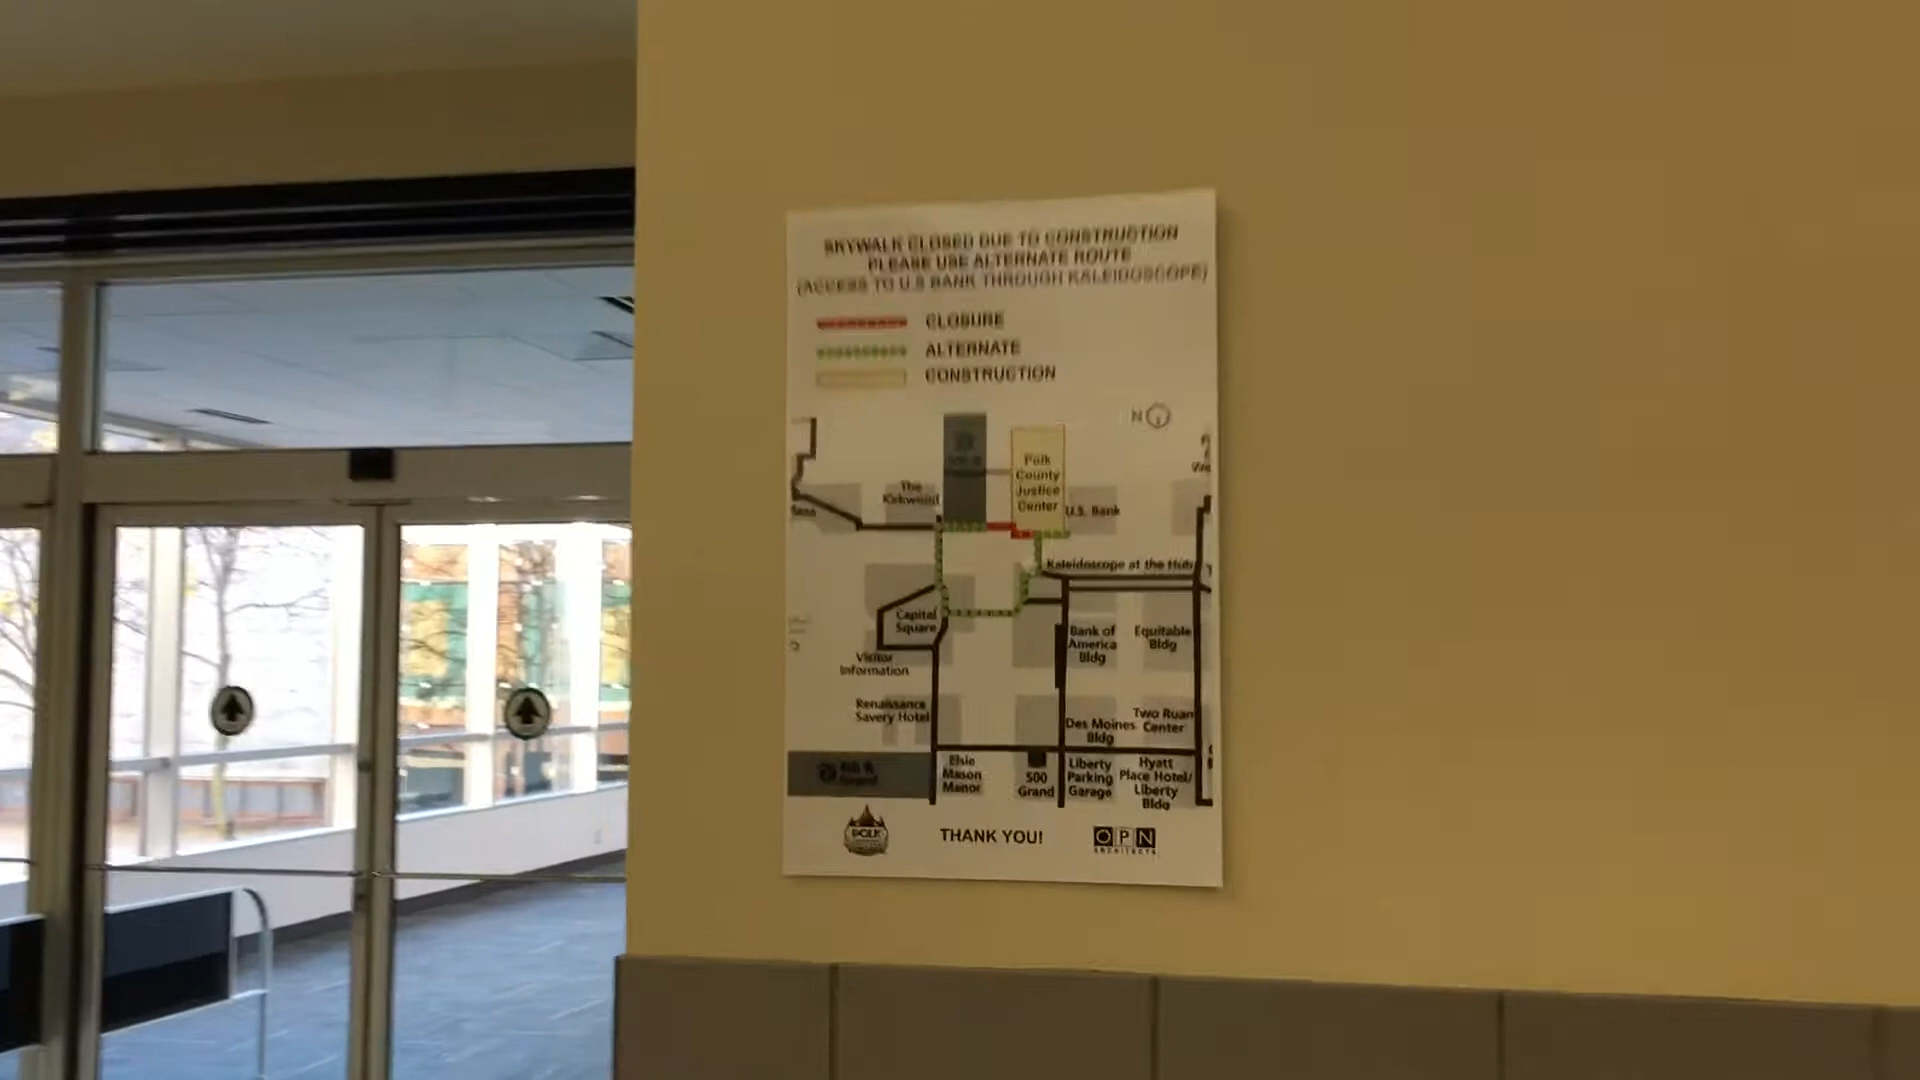 SKYWALK CLOSED DUE TO CONSTRUCTION
PLEASE USE ALTERNATE ROUTE
(ACCESS TO U.S BANK THROUGH KALEIDOSCOPE)
CLOSURE
ALTERNATE
CONSTRUCTION
N
Polk
County
Justice
Center
The
Kirkwood
U.S. Bank
Kaleidoscope at the Hub
Capital
Square
Bank of
America
Bldg
Equitable
Bldg
Visitor
Information
Renaissance
Savery Hotel
Des Moines
Bldg
Two Ruan
Center
Elsie
Mason
Manor
500
Grand
Liberty
Parking
Garage
Hyatt
Place Hotel/
Liberty
Bldg
POLK
THANK YOU!
OPN
ARCHITECTS